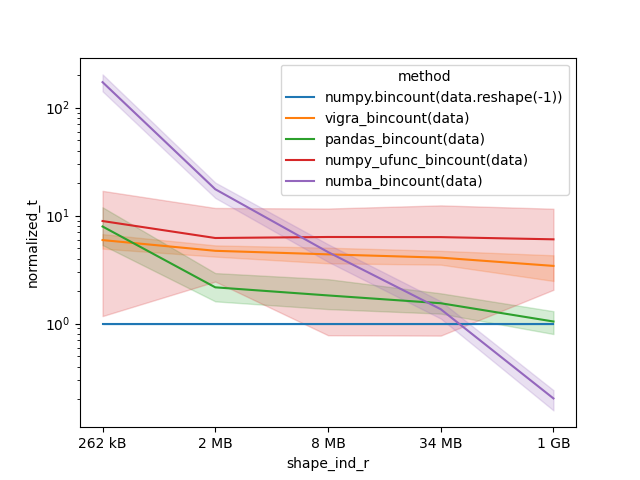 method
numpy.bincount(data.reshape(-1))
vigra_bincount(data)
pandas_bincount(data)
numpy_ufunc_bincount(data)
numba_bincount(data)
10²
10¹
10⁰
normalized_t
262 kB
2 MB
8 MB
34 MB
1 GB
shape_ind_r